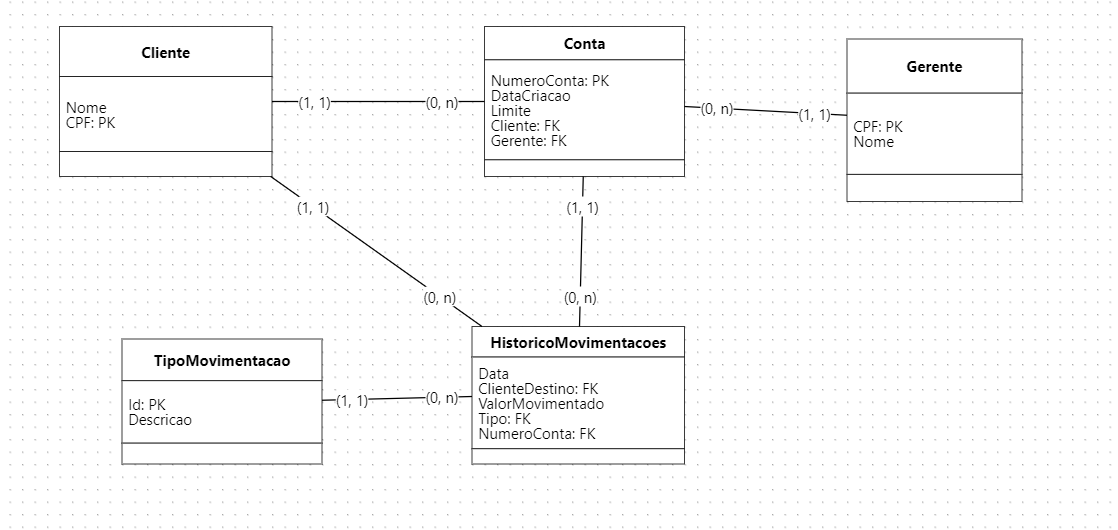 Cliente
Nome
CPF: PK
(1, 1)
(0, n)
Conta
NumeroConta: PK
DataCriacao
Limite
Cliente: FK
Gerente: FK
(0, n)
(1, 1)
Gerente
CPF: PK
Nome
(1, 1)
(0, n)
(1, 1)
(0, n)
TipoMovimentacao
Id: PK
Descricao
(1, 1)
(0, n)
HistoricoMovimentacoes
Data
ClienteDestino: FK
ValorMovimentado
Tipo: FK
NumeroConta: FK